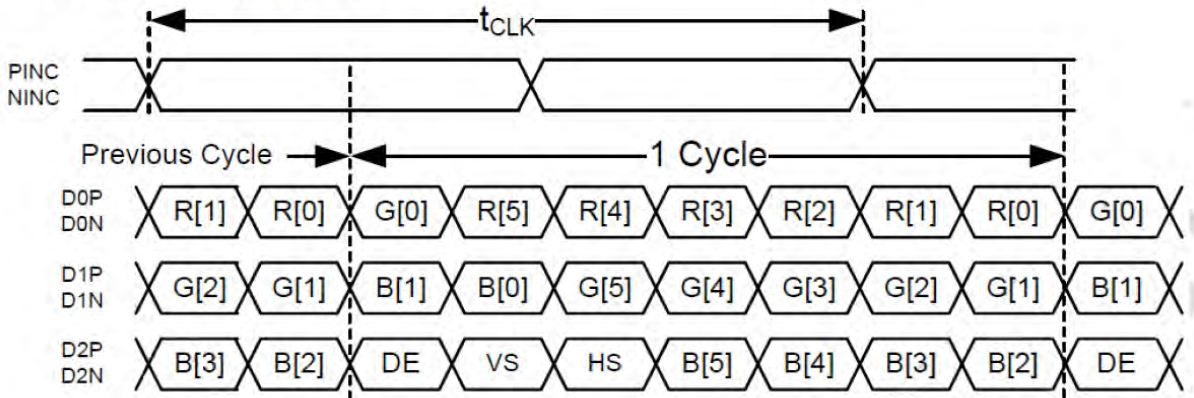 tCLK
PINC
NINC
Previous Cycle
1 Cycle
D0P
D0N
R[1] R[0] G[0] R[5] R[4] R[3] R[2] R[1] R[0] G[0]
D1P
D1N
G[2] G[1] B[1] B[0] G[5] G[4] G[3] G[2] G[1] B[1]
D2P
D2N
B[3] B[2] DE VS HS B[5] B[4] B[3] B[2] DE